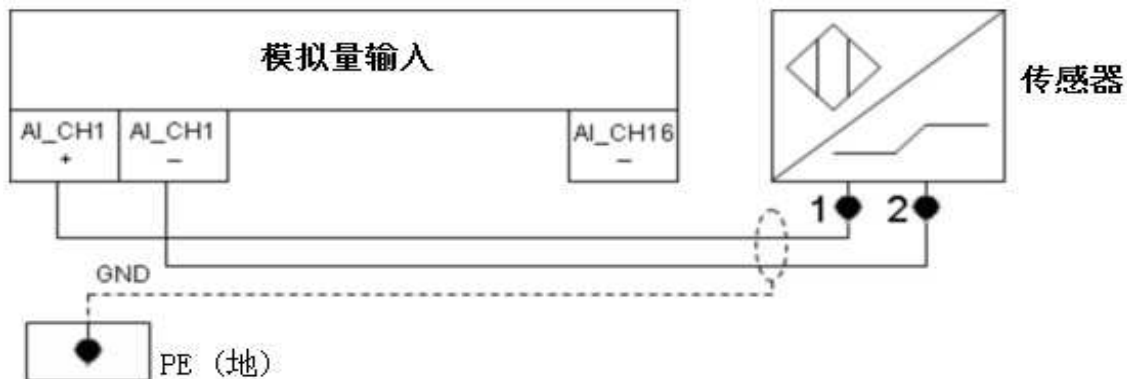 模拟量输入
传感器
AI_CH1
+
AI_CH1
–
AI_CH16
–
1
2
GND
PE (地)